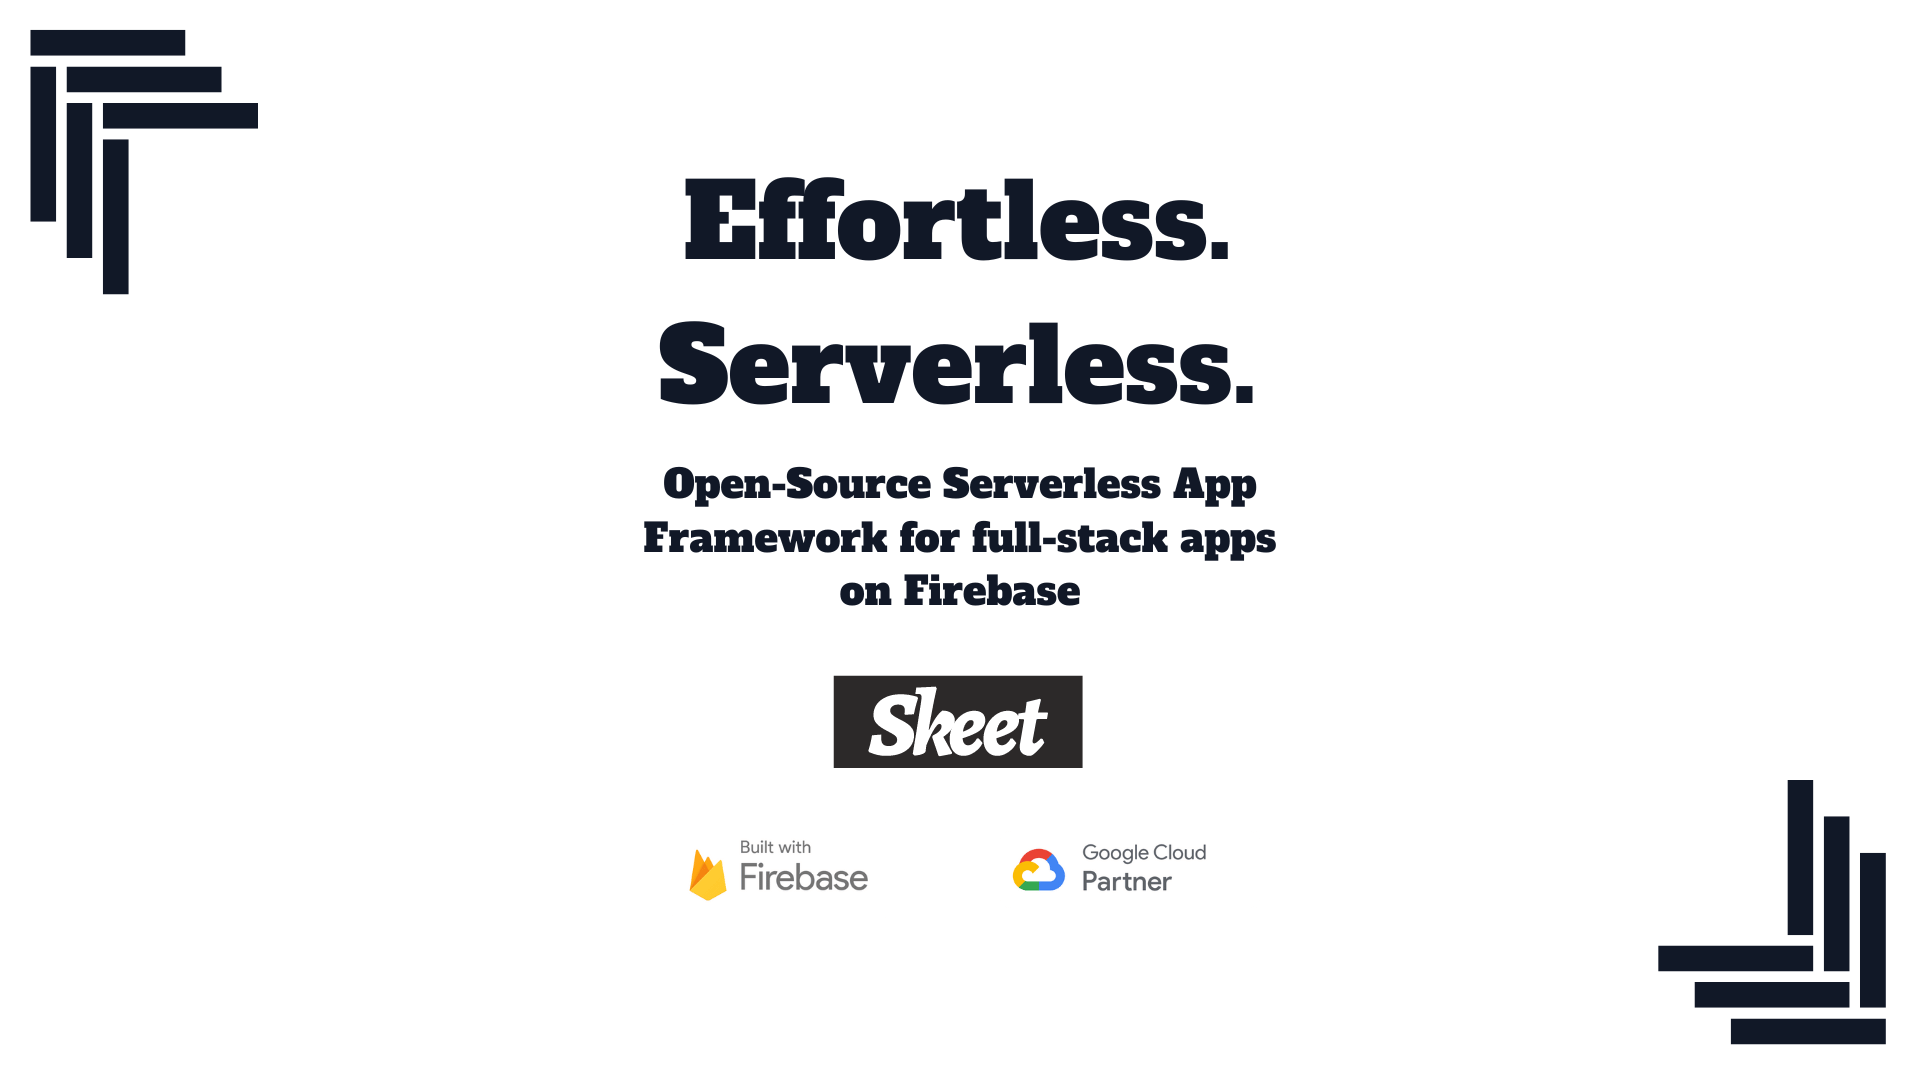 Effortless.
Serverless.
Open-Source Serverless App
Framework for full-stack apps
on Firebase
Skeet
Built with
Firebase
Google Cloud
Partner